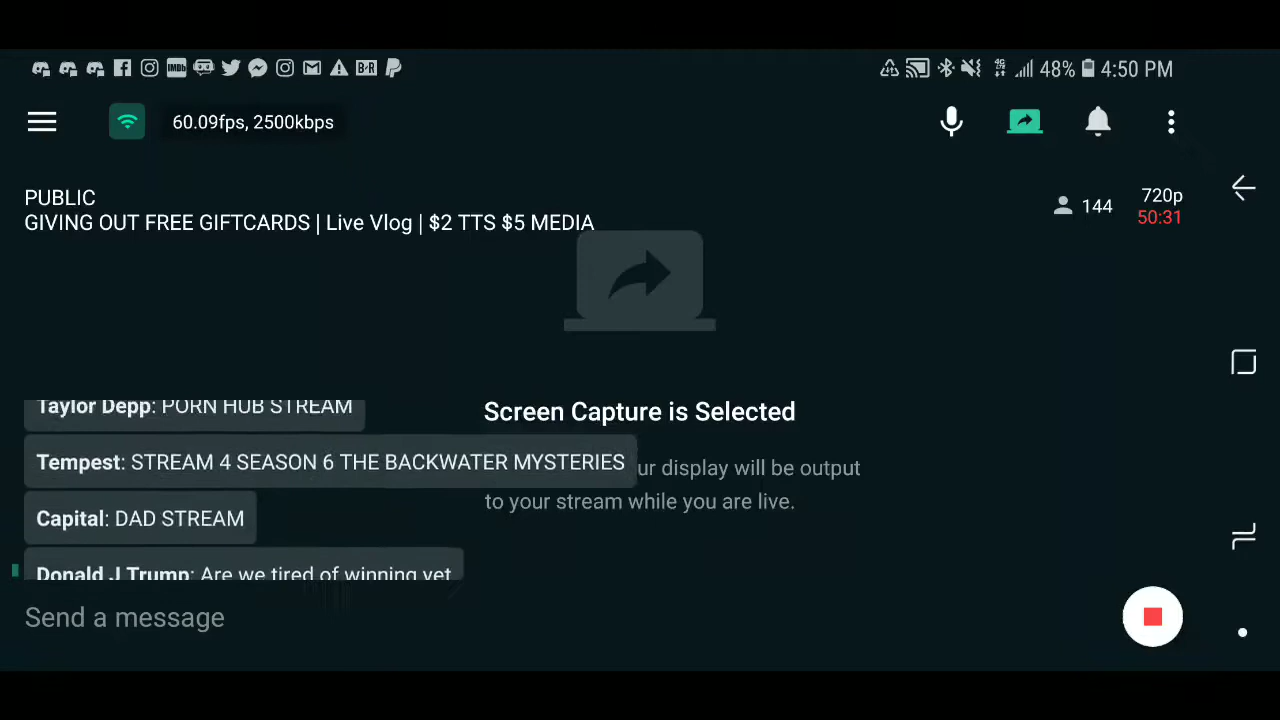 48% 4:50 PM
60.09fps, 2500kbps
PUBLIC
GIVING OUT FREE GIFTCARDS | Live Vlog | $2 TTS $5 MEDIA
144
720p
50:31
Taylor Depp: PORN HUB STREAM
Screen Capture is Selected
Tempest: STREAM 4 SEASON 6 THE BACKWATER MYSTERIES
ur display will be output
to your stream while you are live.
Capital: DAD STREAM
Donald J Trump: Are we tired of winning yet
Send a message